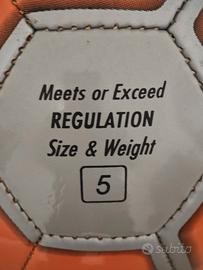 Meets or Exceed
REGULATION
Size & Weight
5
subito